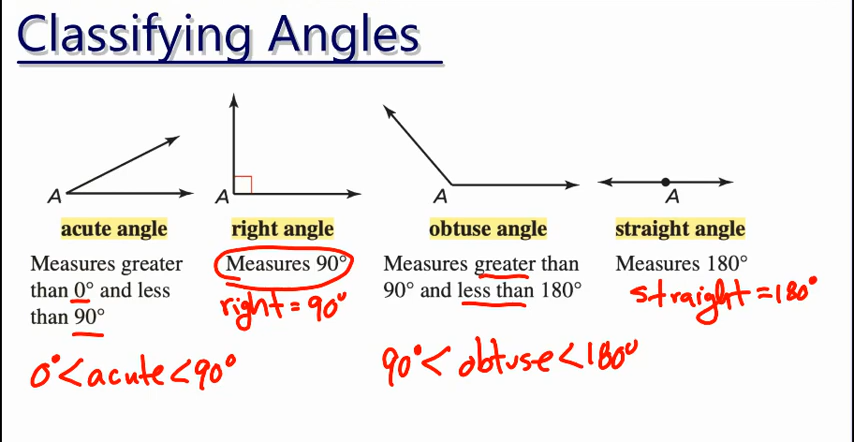 Classifying Angles
A
A
A
A
acute angle
right angle
obtuse angle
straight angle
Measures greater
than 0° and less
than 90°
Measures 90°
right = 90°
Measures greater than
90° and less than 180°
Measures 180°
straight = 180°
0° < acute < 90°
90° < obtuse < 180°